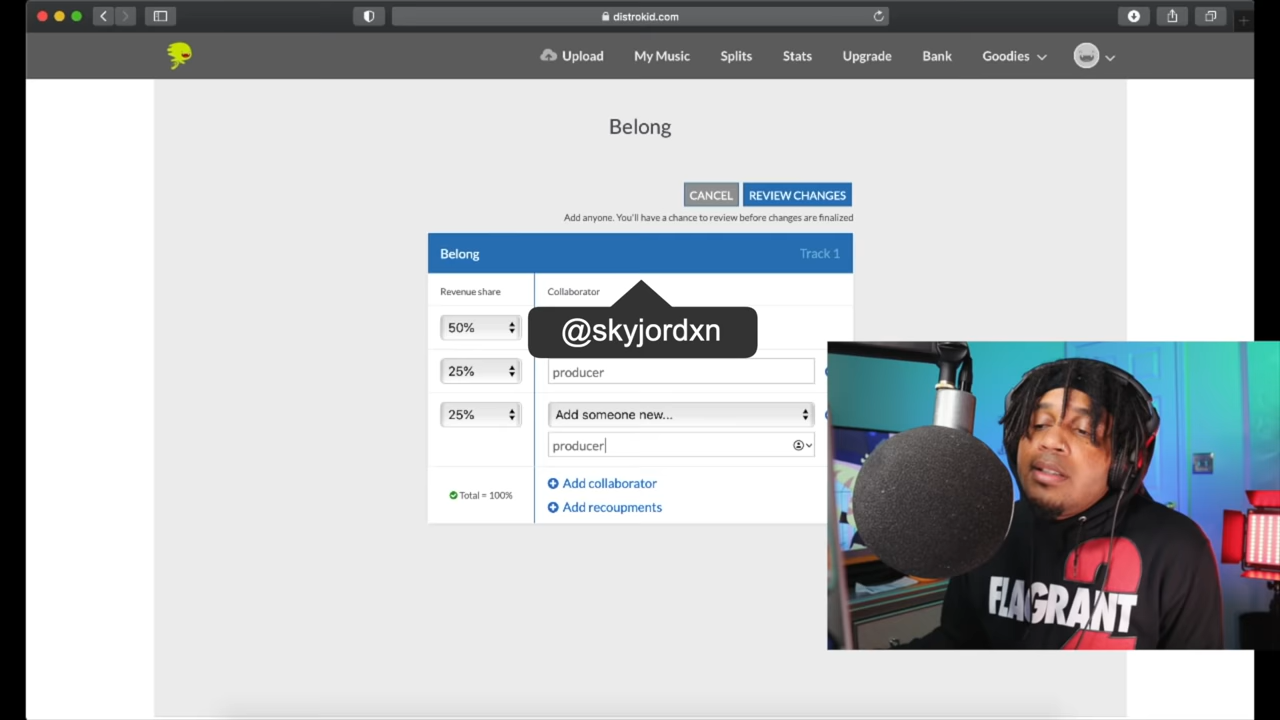 distrokid.com
Upload My Music Splits Stats Upgrade Bank Goodies
Belong
CANCEL REVIEW CHANGES
Add anyone. You'll have a chance to review before changes are finalized
Belong Track 1
Revenue share Collaborator
50%
@skyjordxn
25% producer
25% Add someone new...
producer
Add collaborator
Total = 100%
Add recoupments
FLAGRANT
2